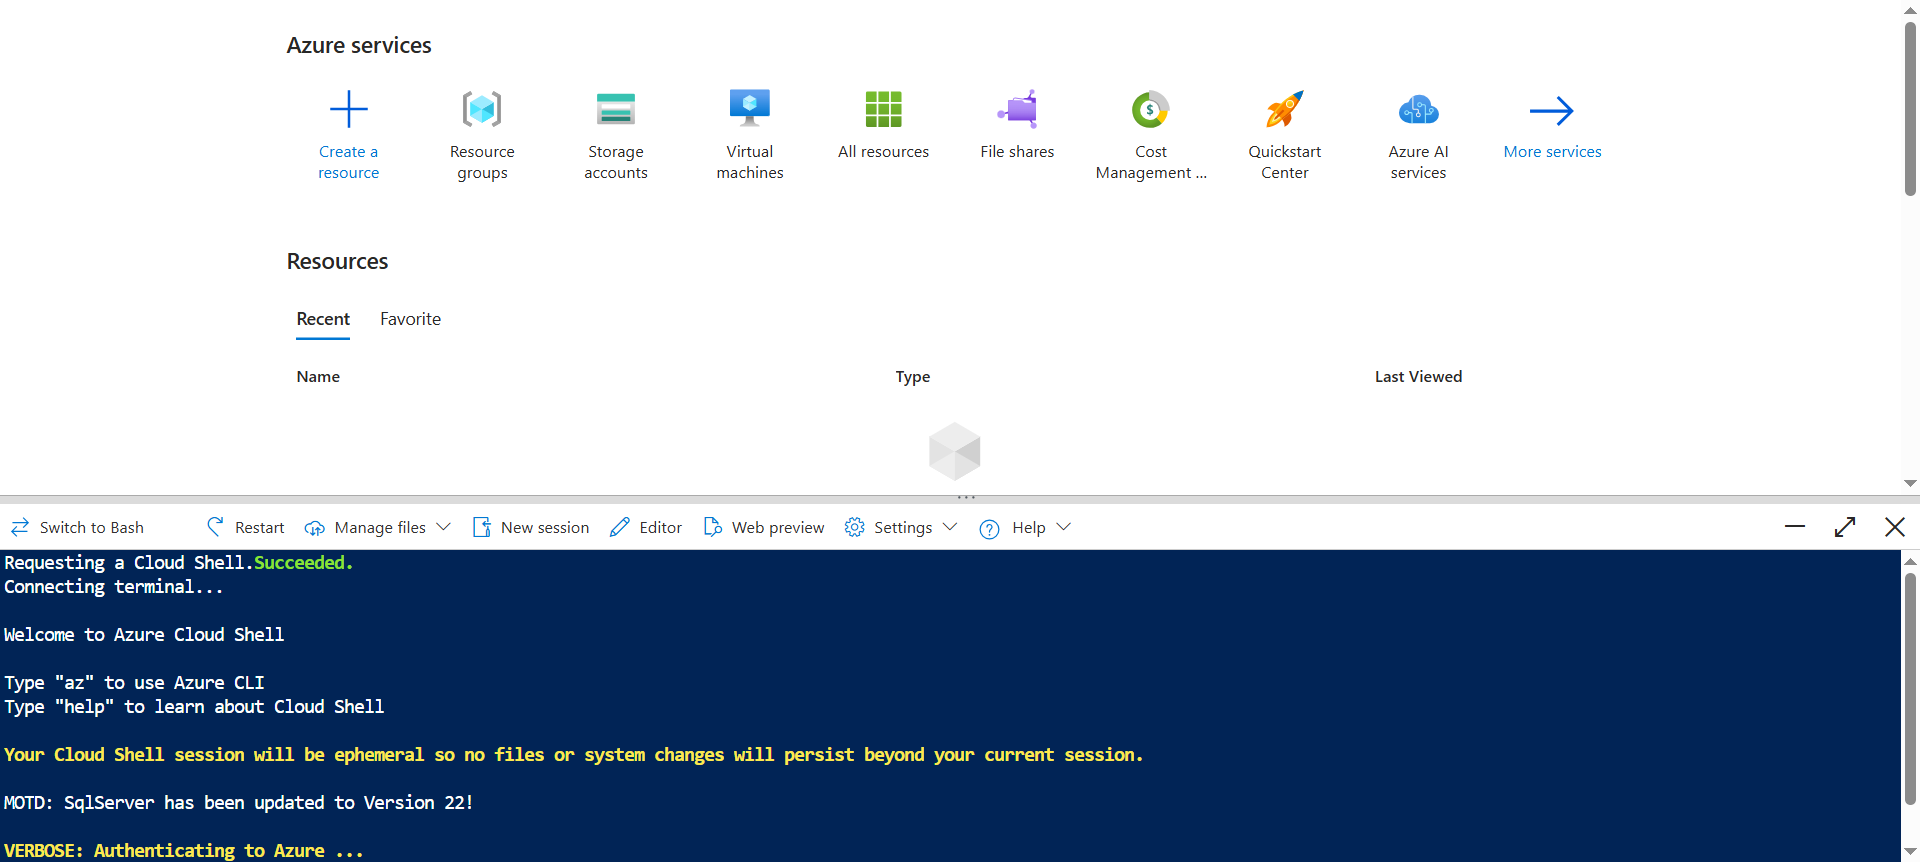 Azure services
Create a resource
Resource groups
Storage accounts
Virtual machines
All resources
File shares
Cost Management ...
Quickstart Center
Azure AI services
More services
Resources
Recent Favorite
Name Type Last Viewed
Switch to Bash Restart Manage files New session Editor Web preview Settings Help
Requesting a Cloud Shell.Succeeded.
Connecting terminal...
Welcome to Azure Cloud Shell
Type "az" to use Azure CLI
Type "help" to learn about Cloud Shell
Your Cloud Shell session will be ephemeral so no files or system changes will persist beyond your current session.
MOTD: SqlServer has been updated to Version 22!
VERBOSE: Authenticating to Azure ...